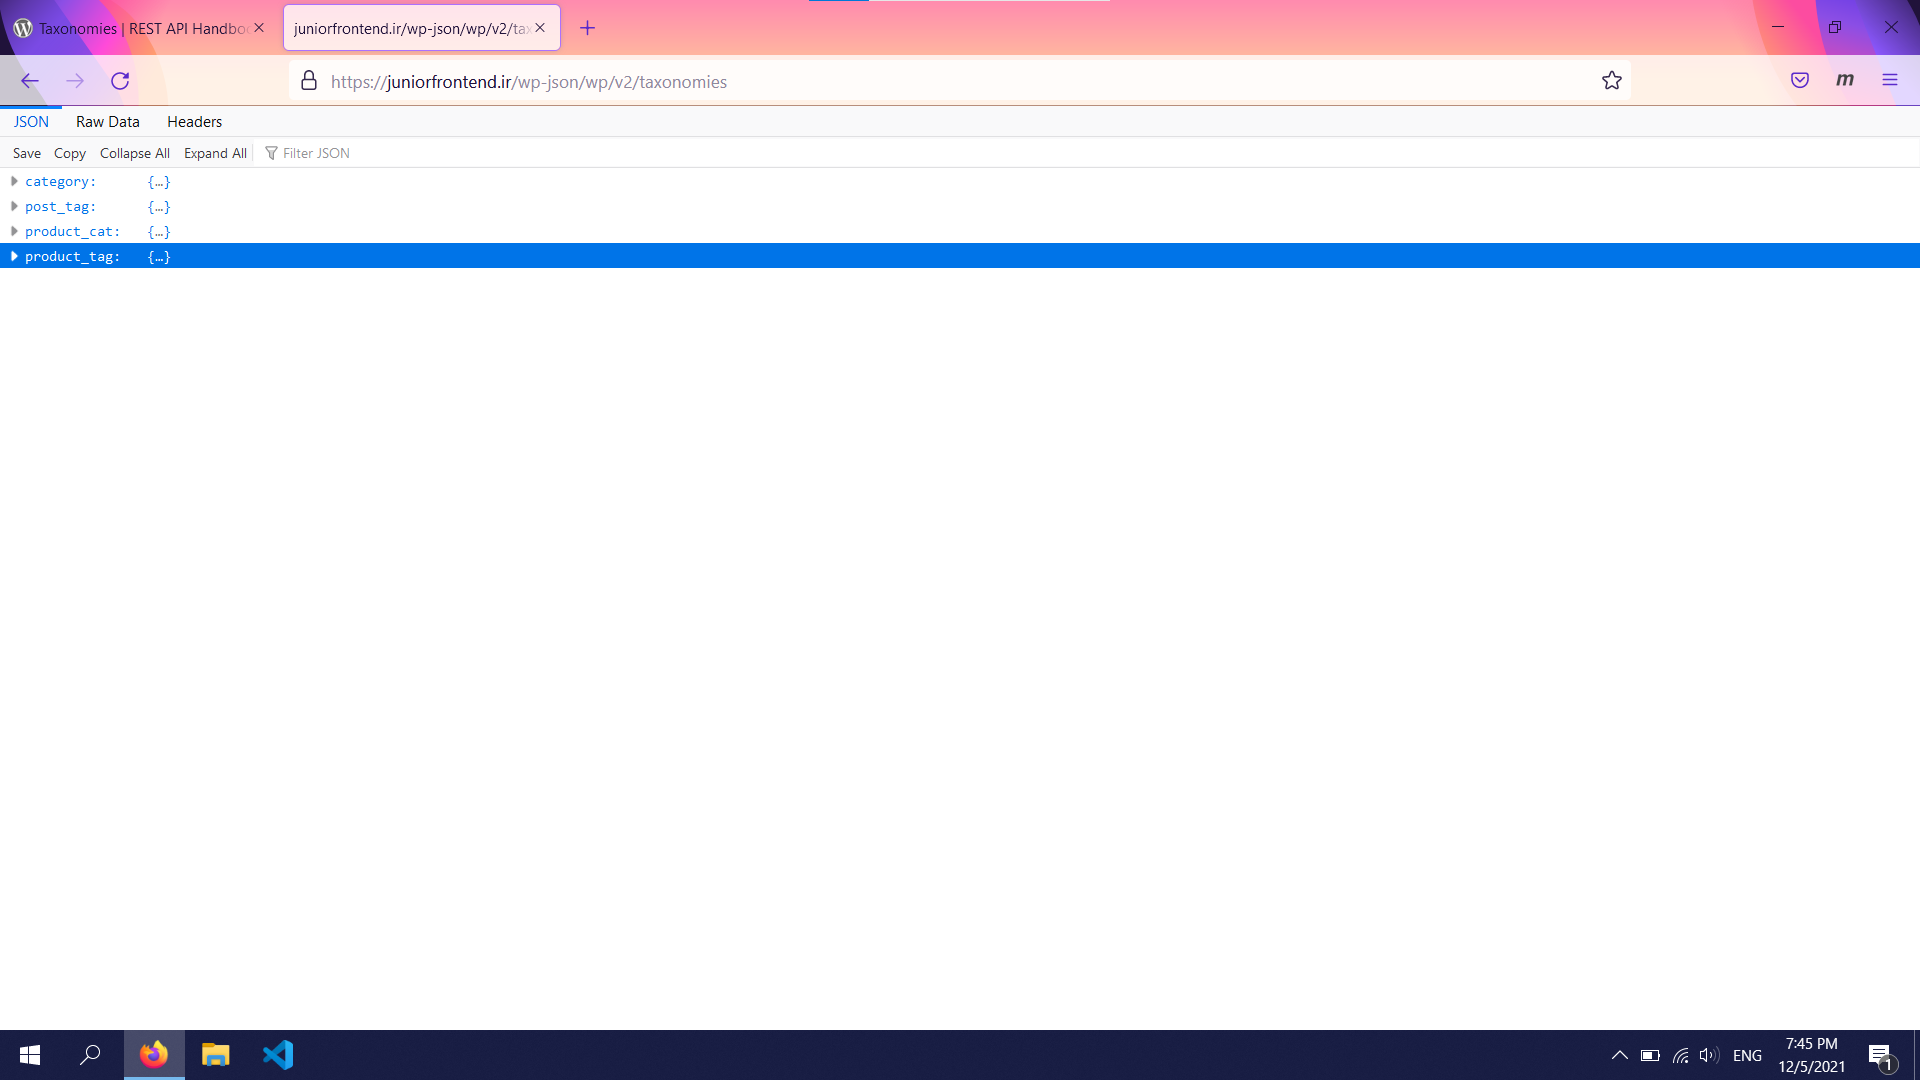 Taxonomies | REST API Handbo
juniorfrontend.ir/wp-json/wp/v2/tax
https://juniorfrontend.ir/wp-json/wp/v2/taxonomies
m
JSON Raw Data Headers
Save Copy Collapse All Expand All Filter JSON
category: {…}
post_tag: {…}
product_cat: {…}
product_tag: {…}
ENG
7:45 PM
12/5/2021
1